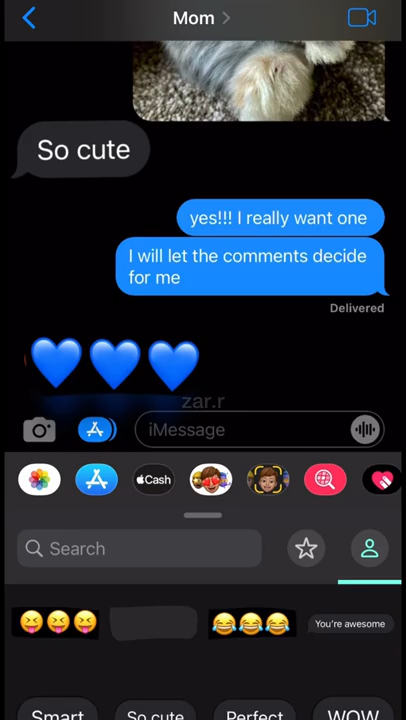 Mom
So cute
yes!!! I really want one
I will let the comments decide
for me
Delivered
zar.r
iMessage
Cash
Search
You're awesome
Smart
So cute
Perfect
WOW